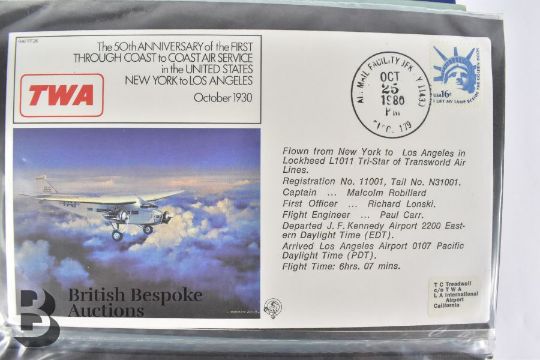 The 50th ANNIVERSARY of the FIRST
THROUGH COAST to COAST AIR SERVICE
in the UNITED STATES
NEW YORK to LOS ANGELES
October 1930
TWA
AIR MAIL FACILITY JFK
OCT
25
1980
PM
USA 16c
Flown from New York to Los Angeles in
Lockheed L1011 Tri-Star of Transworld Air
Lines.
Registration No. 11001, Tail No. N31001.
Captain ... Malcolm Robillard
First Officer ... Richard Lonski.
Flight Engineer ... Paul Carr.
Departed J. F. Kennedy Airport 2200 East-
ern Daylight Time (EDT).
Arrived Los Angeles Airport 0107 Pacific
Daylight Time (PDT).
Flight Time: 6hrs. 07 mins.
T C Treadwell
c/o T W A
L A International
Airport
California
British Bespoke
Auctions